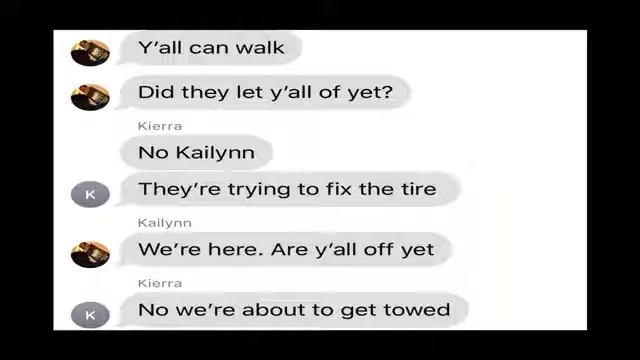 Y'all can walk
Did they let y'all of yet?
Kierra
No Kailynn
K
They're trying to fix the tire
Kailynn
We're here. Are y'all off yet
Kierra
K
No we're about to get towed